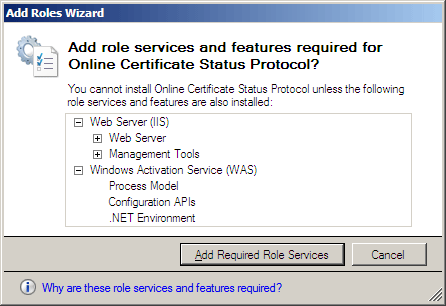 Add Roles Wizard
Add role services and features required for
Online Certificate Status Protocol?
You cannot install Online Certificate Status Protocol unless the following
role services and features are also installed:
Web Server (IIS)
Web Server
Management Tools
Windows Activation Service (WAS)
Process Model
Configuration APIs
.NET Environment
Add Required Role Services
Cancel
Why are these role services and features required?